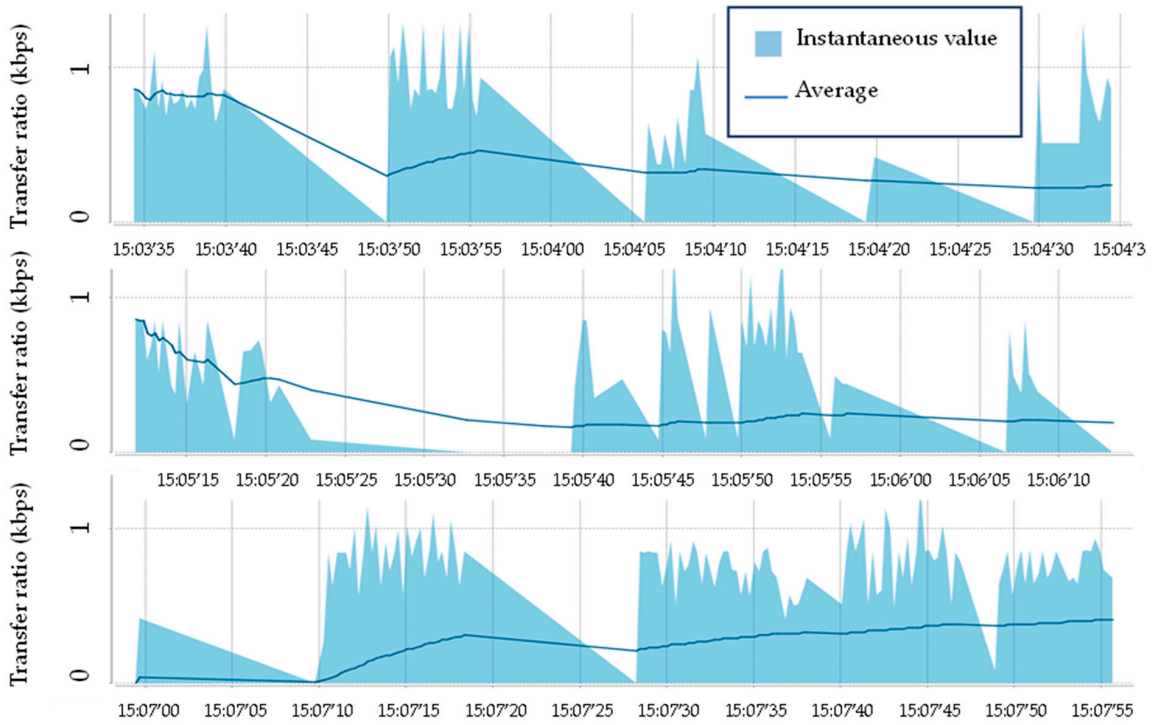 Transfer ratio (kbps)
1
0
Instantaneous value
Average
15:03'35 15:03'40 15:03'45 15:03'50 15:03'55 15:04'00 15:04'05 15:04'10 15:04'15 15:04'20 15:04'25 15:04'30 15:04'3
Transfer ratio (kbps)
1
0
15:05'15 15:05'20 15:05'25 15:05'30 15:05'35 15:05'40 15:05'45 15:05'50 15:05'55 15:06'00 15:06'05 15:06'10
Transfer ratio (kbps)
1
0
15:07'00 15:07'05 15:07'10 15:07'15 15:07'20 15:07'25 15:07'30 15:07'35 15:07'40 15:07'45 15:07'50 15:07'55